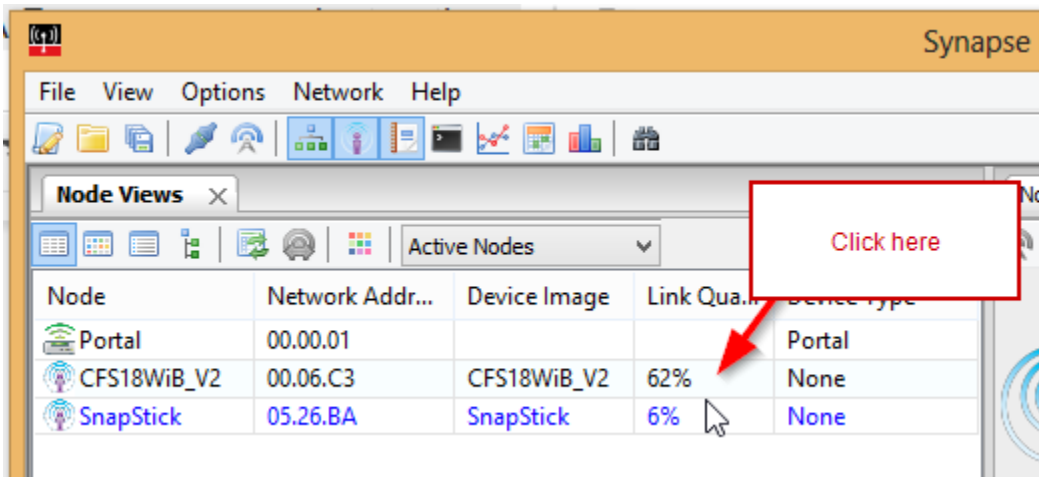 Synapse
File View Options Network Help
Node Views
Active Nodes
Click here
Node Network Addr... Device Image Link Qua... Device Type
Portal 00.00.01 Portal
CFS18WiB_V2 00.06.C3 CFS18WiB_V2 62% None
SnapStick 05.26.BA SnapStick 6% None